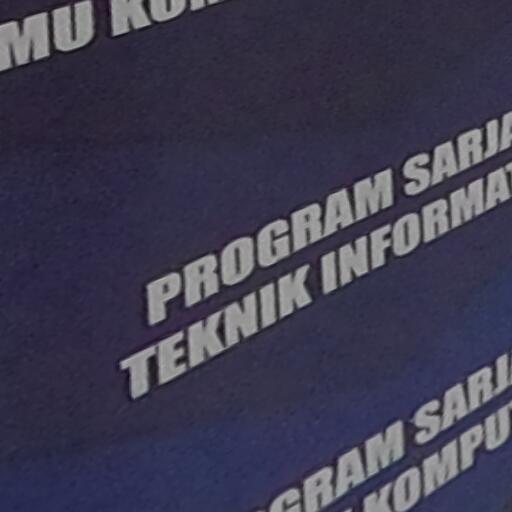 MU KO
PROGRAM SARJA
TEKNIK INFORMAT
GRAM SARJA
KOMPUT